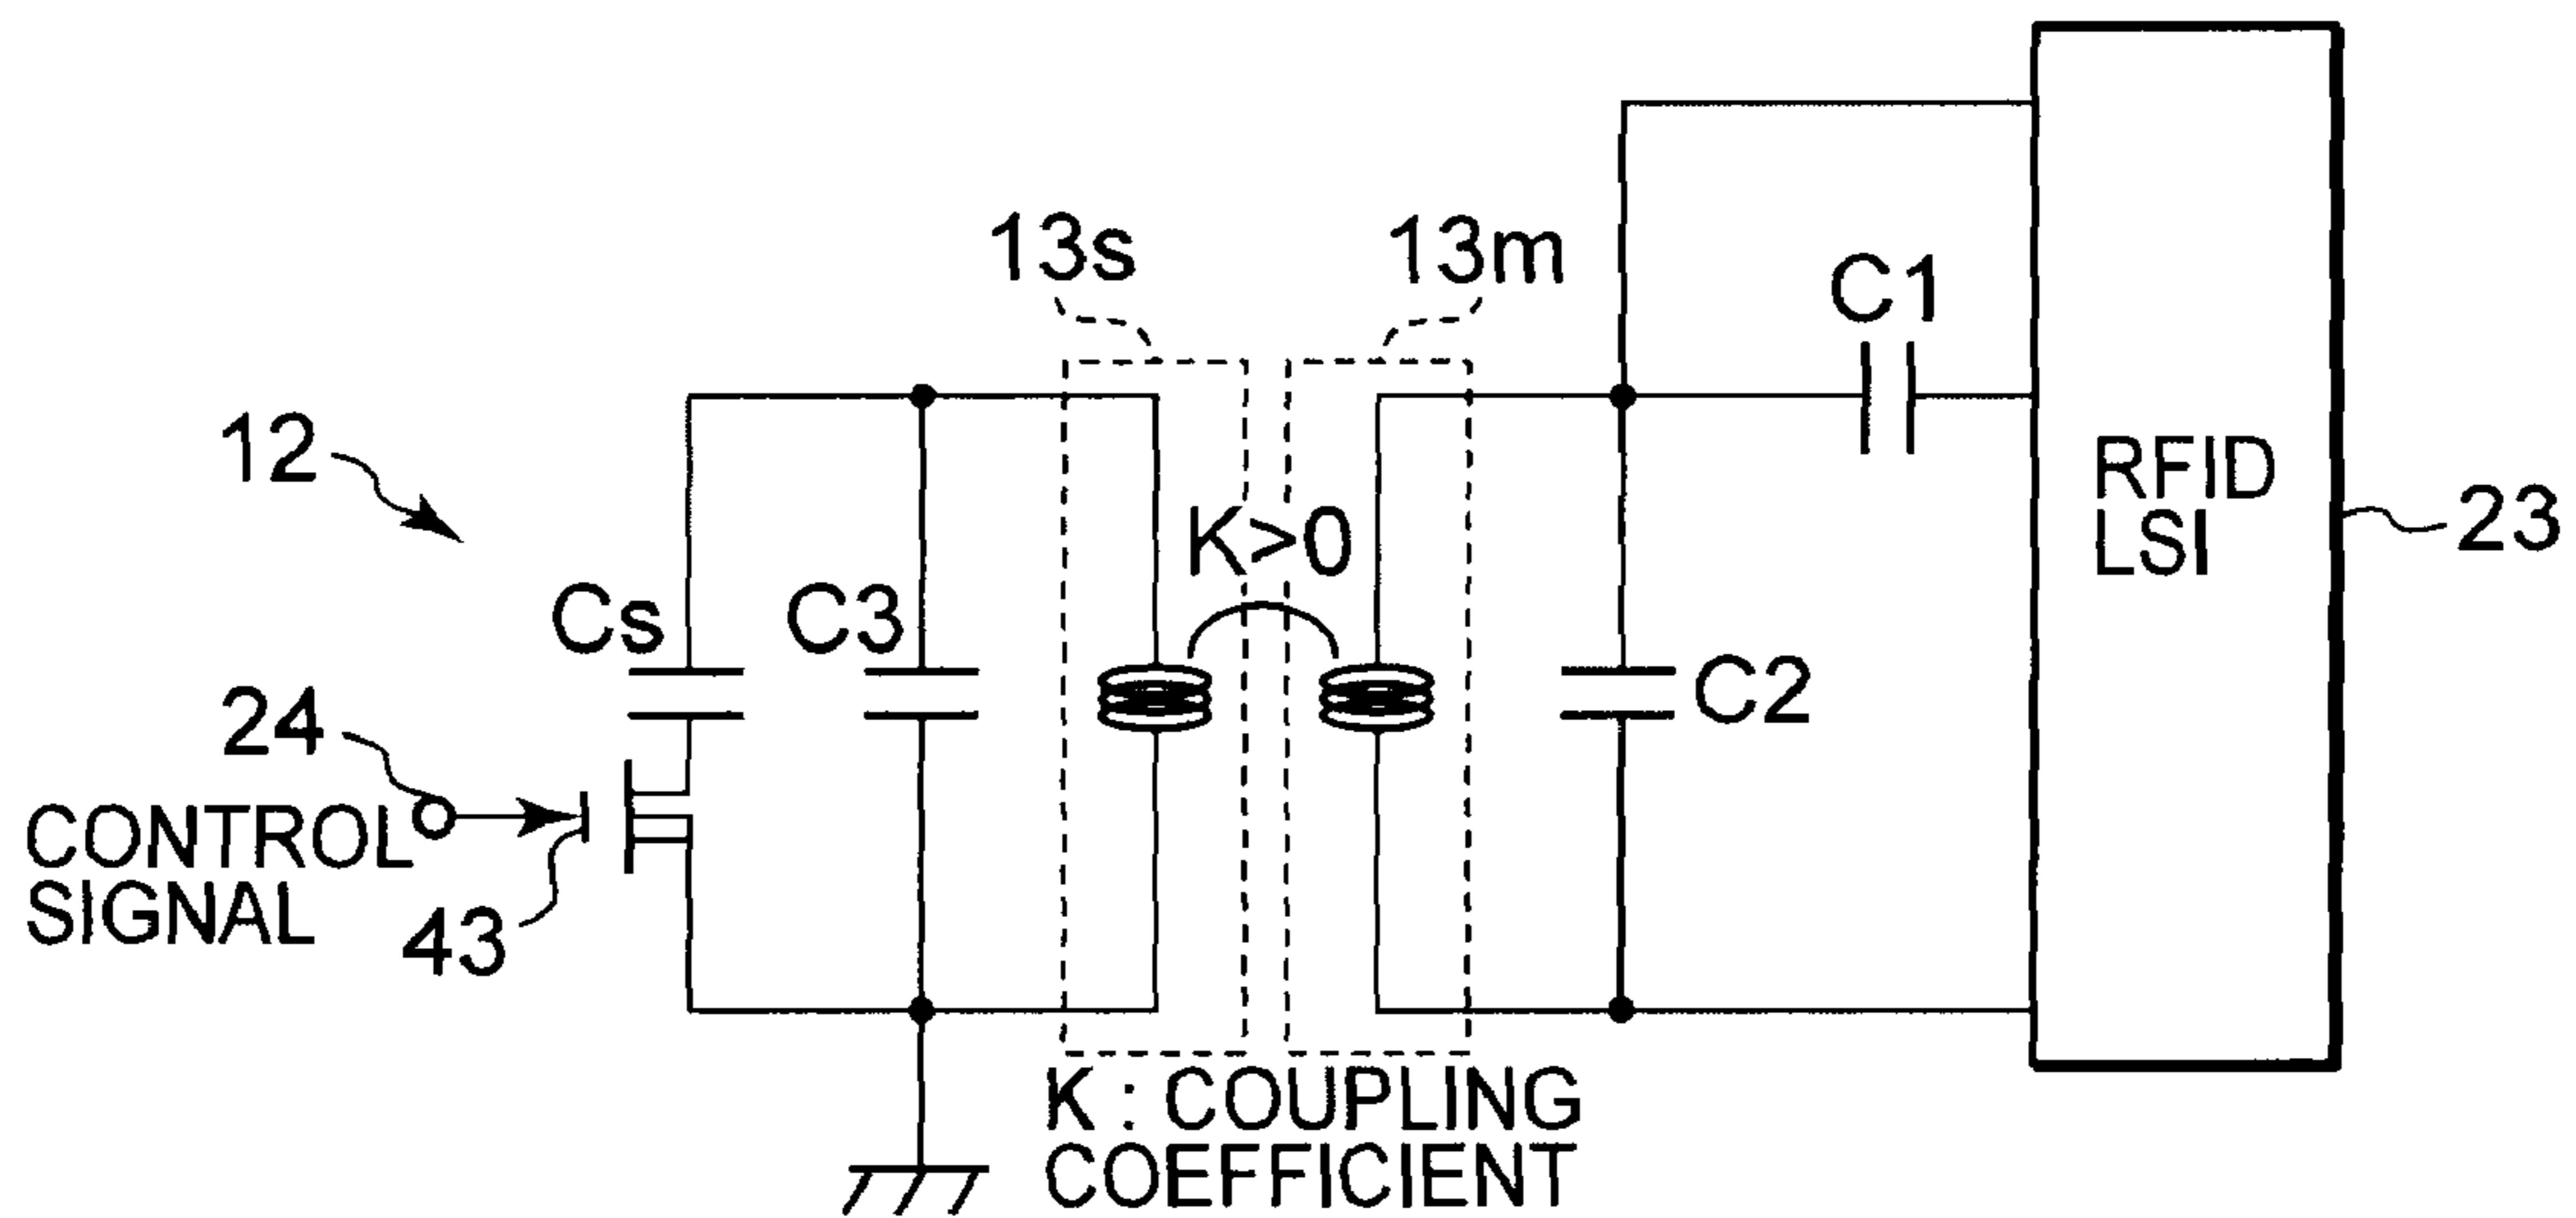 13s
13m
C1
12
RFID
LSI
23
K>0
Cs
C3
C2
24
CONTROL
SIGNAL
43
K : COUPLING
COEFFICIENT